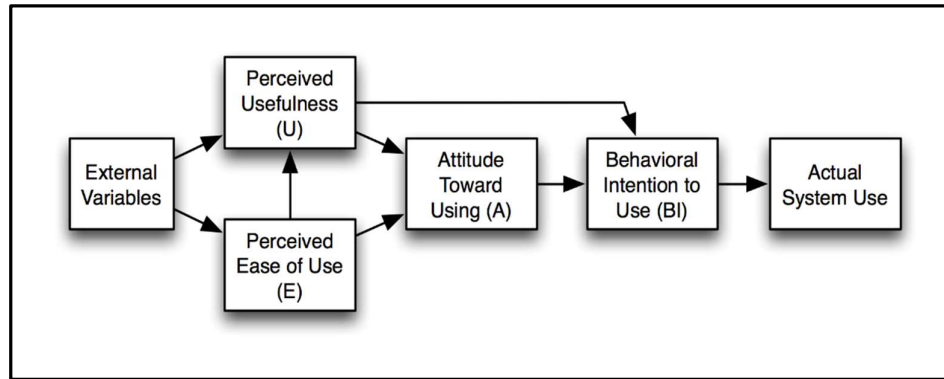 External
Variables
Perceived
Usefulness
(U)
Perceived
Ease of Use
(E)
Attitude
Toward
Using (A)
Behavioral
Intention to
Use (BI)
Actual
System Use